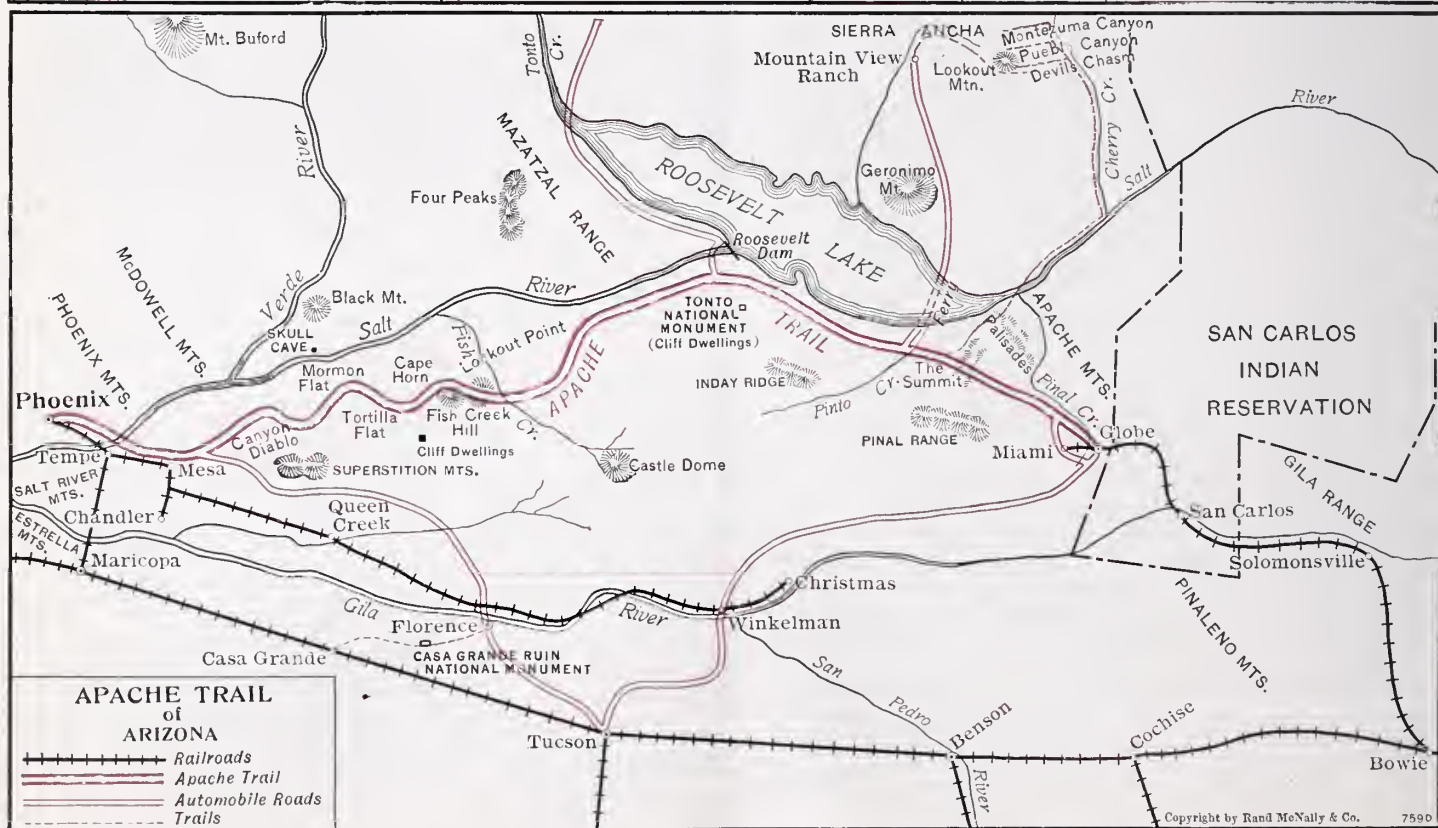 Mt. Buford
Tonto
Cr.
SIERRA ANCHA
Mountain View
Ranch
Lookout
Mtn.
Montezuma Canyon
Canyon
Devils Chasm
Cherry Cr.
River
River
MAZATZAL RANGE
Four Peaks
ROOSEVELT
LAKE
Geronimo
Mt.
Salt
Roosevelt
Dam
Verde
Black Mt.
River
Salt
SKULL
CAVE
McDOWELL MTS.
PHOENIX MTS.
Mormon
Flat
Cape
Horn
Fish
kout Point
TONTO
NATIONAL
MONUMENT
(Cliff Dwellings)
APACHE TRAIL
Ferry
Palisades
APACHE MTS.
SAN CARLOS
INDIAN
RESERVATION
Phoenix
Canyon
Diablo
Tortilla
Flat
Fish Creek
Hill
Cr.
Cliff Dwellings
INDAY RIDGE
Pinto
Cr.
The
Summit
Pinal Cr.
PINAL RANGE
Miami
Globe
Tempe
Mesa
SUPERSTITION MTS.
Castle Dome
SALT RIVER
MTS.
Chandler
Queen
Creek
San Carlos
GILA RANGE
ESTRELLA
MTS.
Maricopa
Solomonsville
Christmas
Gila
River
Florence
Winkelman
PINALENO MTS.
Casa Grande
CASA GRANDE RUIN
NATIONAL MONUMENT
San
Pedro
River
Tucson
Benson
Cochise
Bowie
APACHE TRAIL
of
ARIZONA
Railroads
Apache Trail
Automobile Roads
Trails
Copyright by Rand McNally & Co.
7590